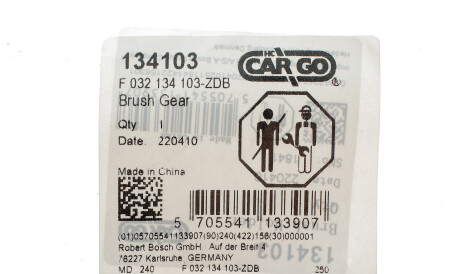 134103
HC
CARGO
®
F 032 134 103-ZDB
Brush Gear
Qty 1
Date. 220410
Made in China
5 705541 133907
(01)05705541133907(90)240(422)156(30)000001
Robert Bosch GmbH, Auf der Breit 4
76227 Karlsruhe, GERMANY
MD 240 F 032 134 103-ZDB 250
134103